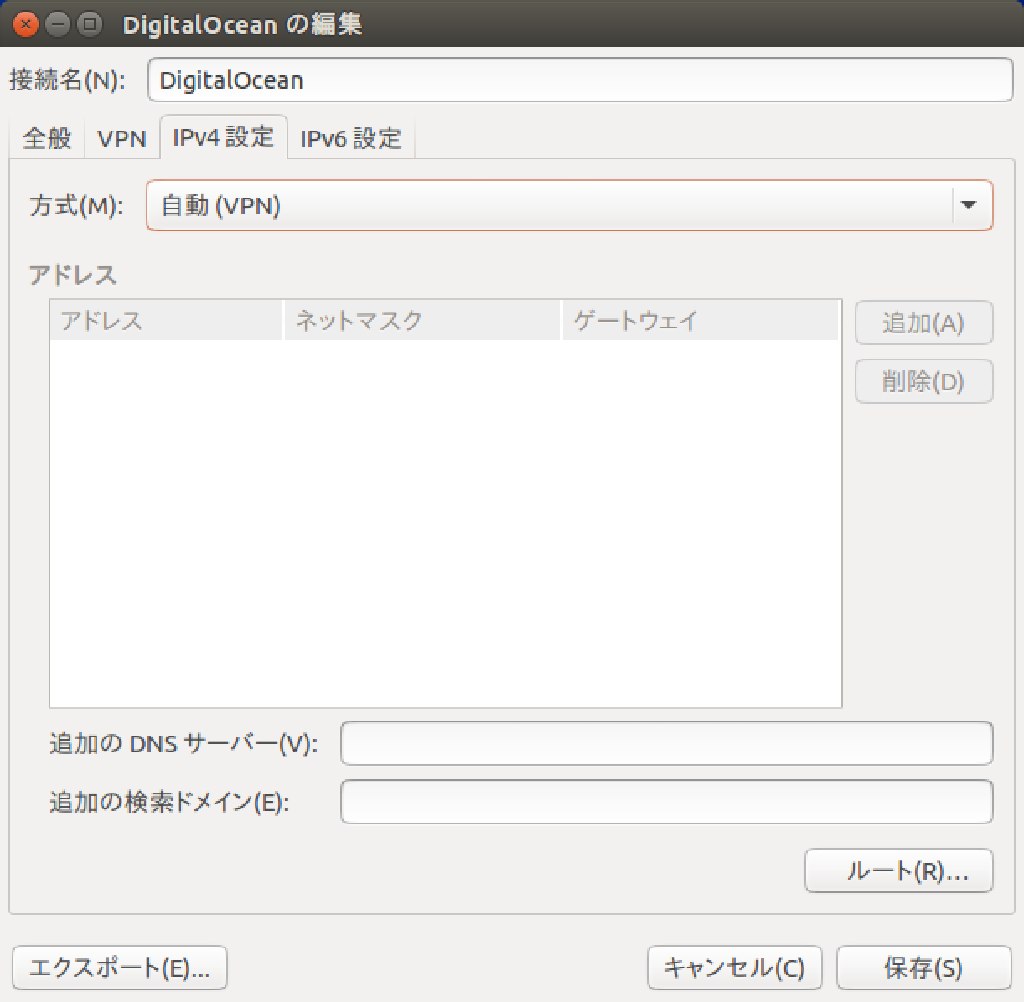 DigitalOcean の編集
接続名(N): DigitalOcean
全般 VPN IPv4 設定 IPv6 設定
方式(M): 自動 (VPN)
アドレス
アドレス ネットマスク ゲートウェイ 追加(A)
削除(D)
追加の DNS サーバー(V):
追加の検索ドメイン(E):
ルート(R)...
エクスポート(E)... キャンセル(C) 保存(S)